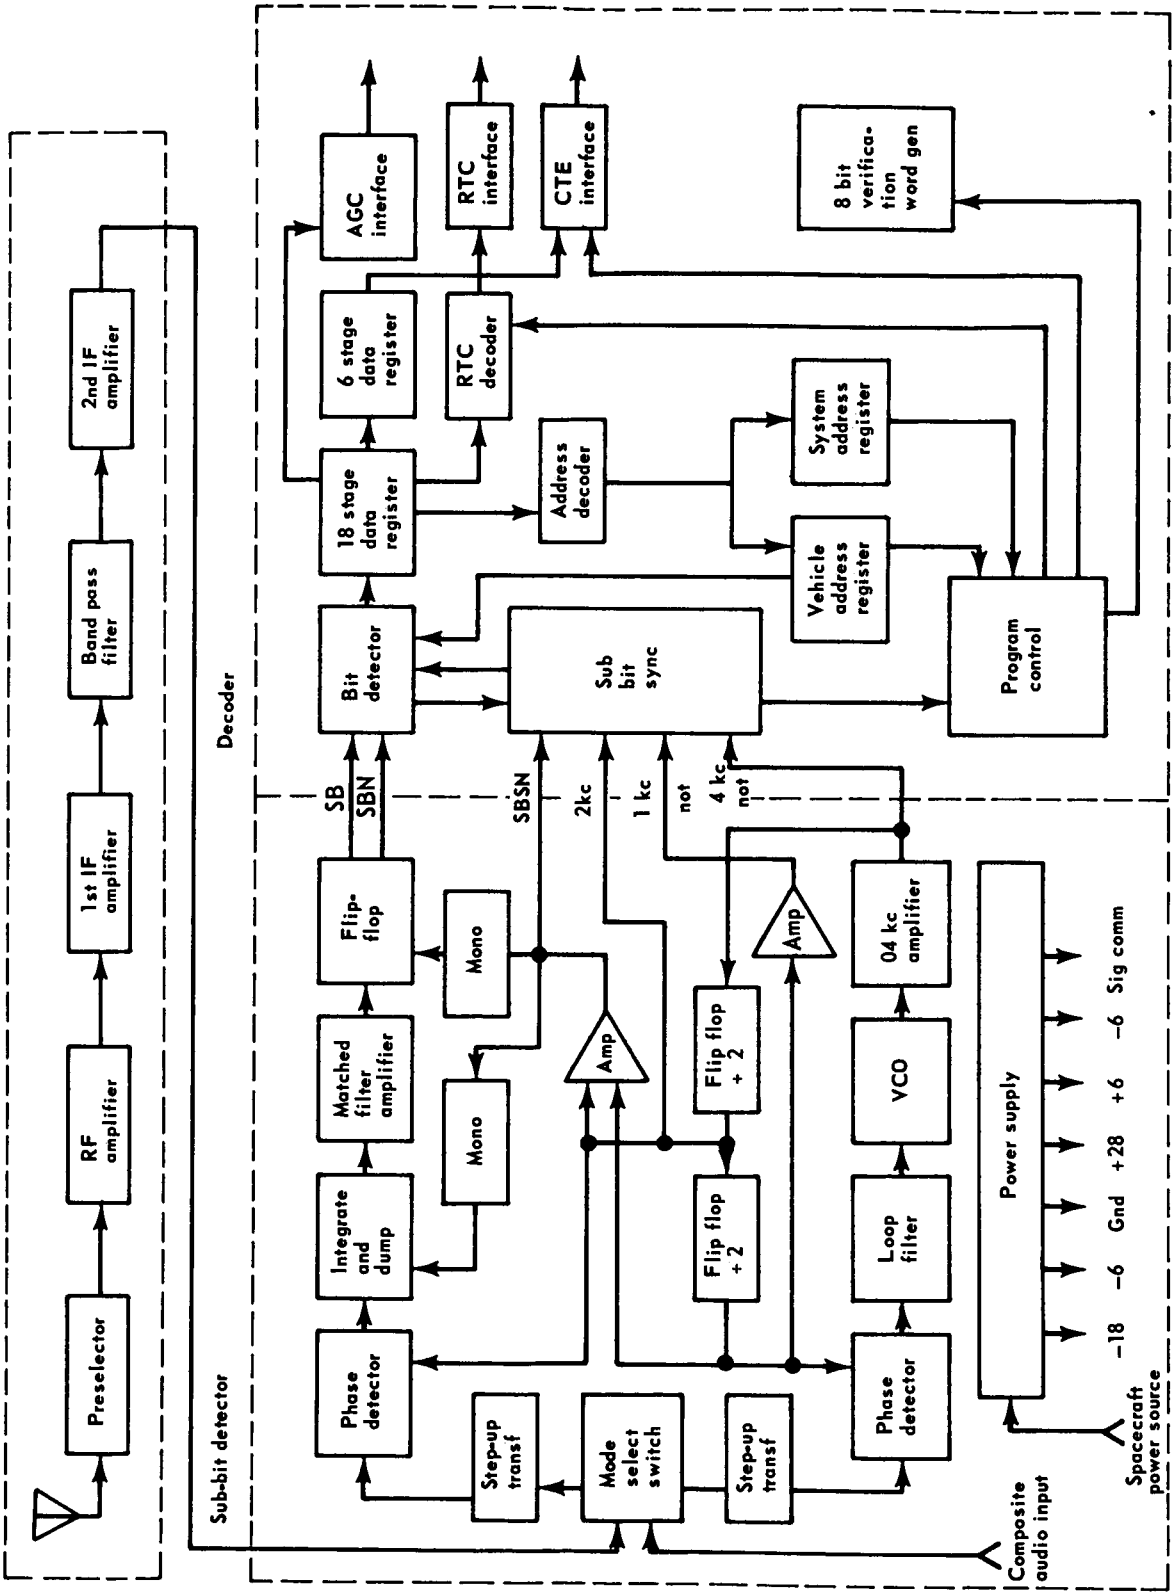 Preselector
RF
amplifier
1st IF
amplifier
Band pass
filter
2nd IF
amplifier
Sub-bit detector
Decoder
Phase
detector
Integrate
and
dump
Matched
filter
amplifier
Flip-
flop
SB
SBN
Bit
detector
18 stage
data
register
6 stage
data
register
AGC
interface
Step-up
transf
Mono
Mono
RTC
decoder
RTC
interface
Mode
select
switch
Amp
SBSN
2kc
1 kc
not
4 kc
not
Sub
bit
sync
Address
decoder
CTE
interface
Step-up
transf
Flip flop
+ 2
Flip flop
+ 2
Amp
Vehicle
address
register
System
address
register
8 bit
verifica-
tion
word gen
Phase
detector
Loop
filter
VCO
04 kc
amplifier
Program
control
Power supply
Composite
audio input
Spacecraft
power source
-18
-6
Gnd
+28
+6
-6
Sig comm